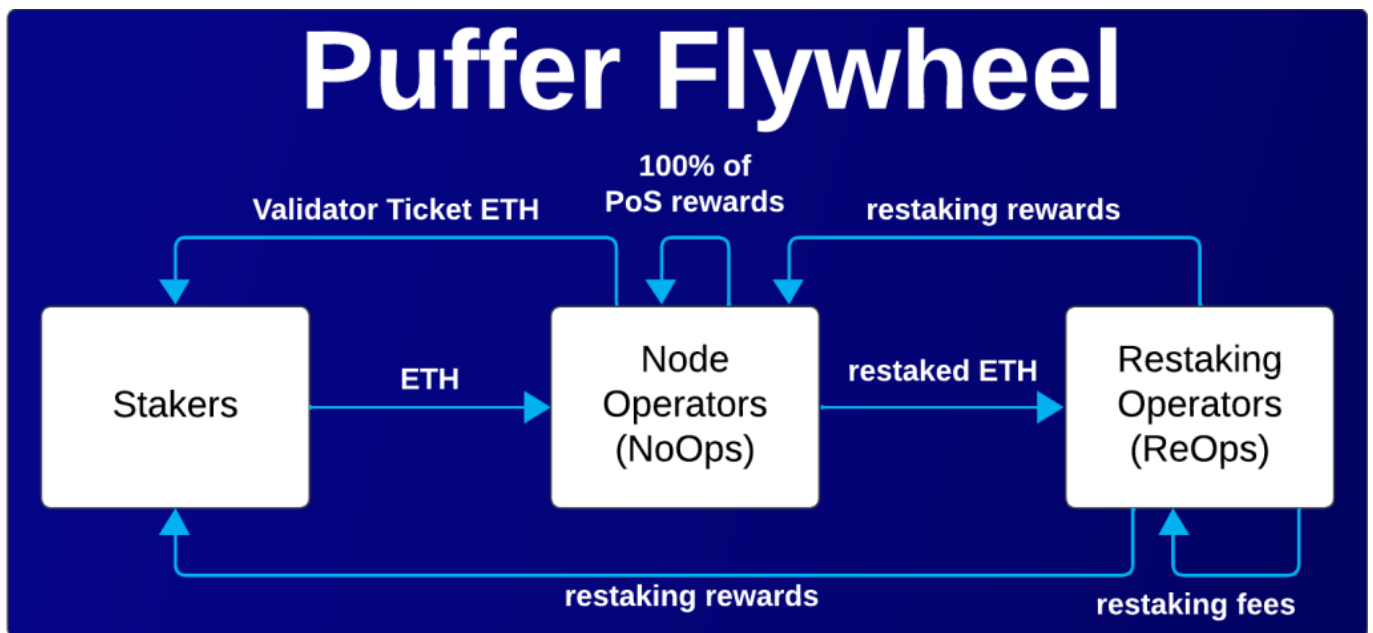 Puffer Flywheel
100% of
PoS rewards
Validator Ticket ETH
restaking rewards
Stakers
ETH
Node
Operators
(NoOps)
restaked ETH
Restaking
Operators
(ReOps)
restaking rewards
restaking fees